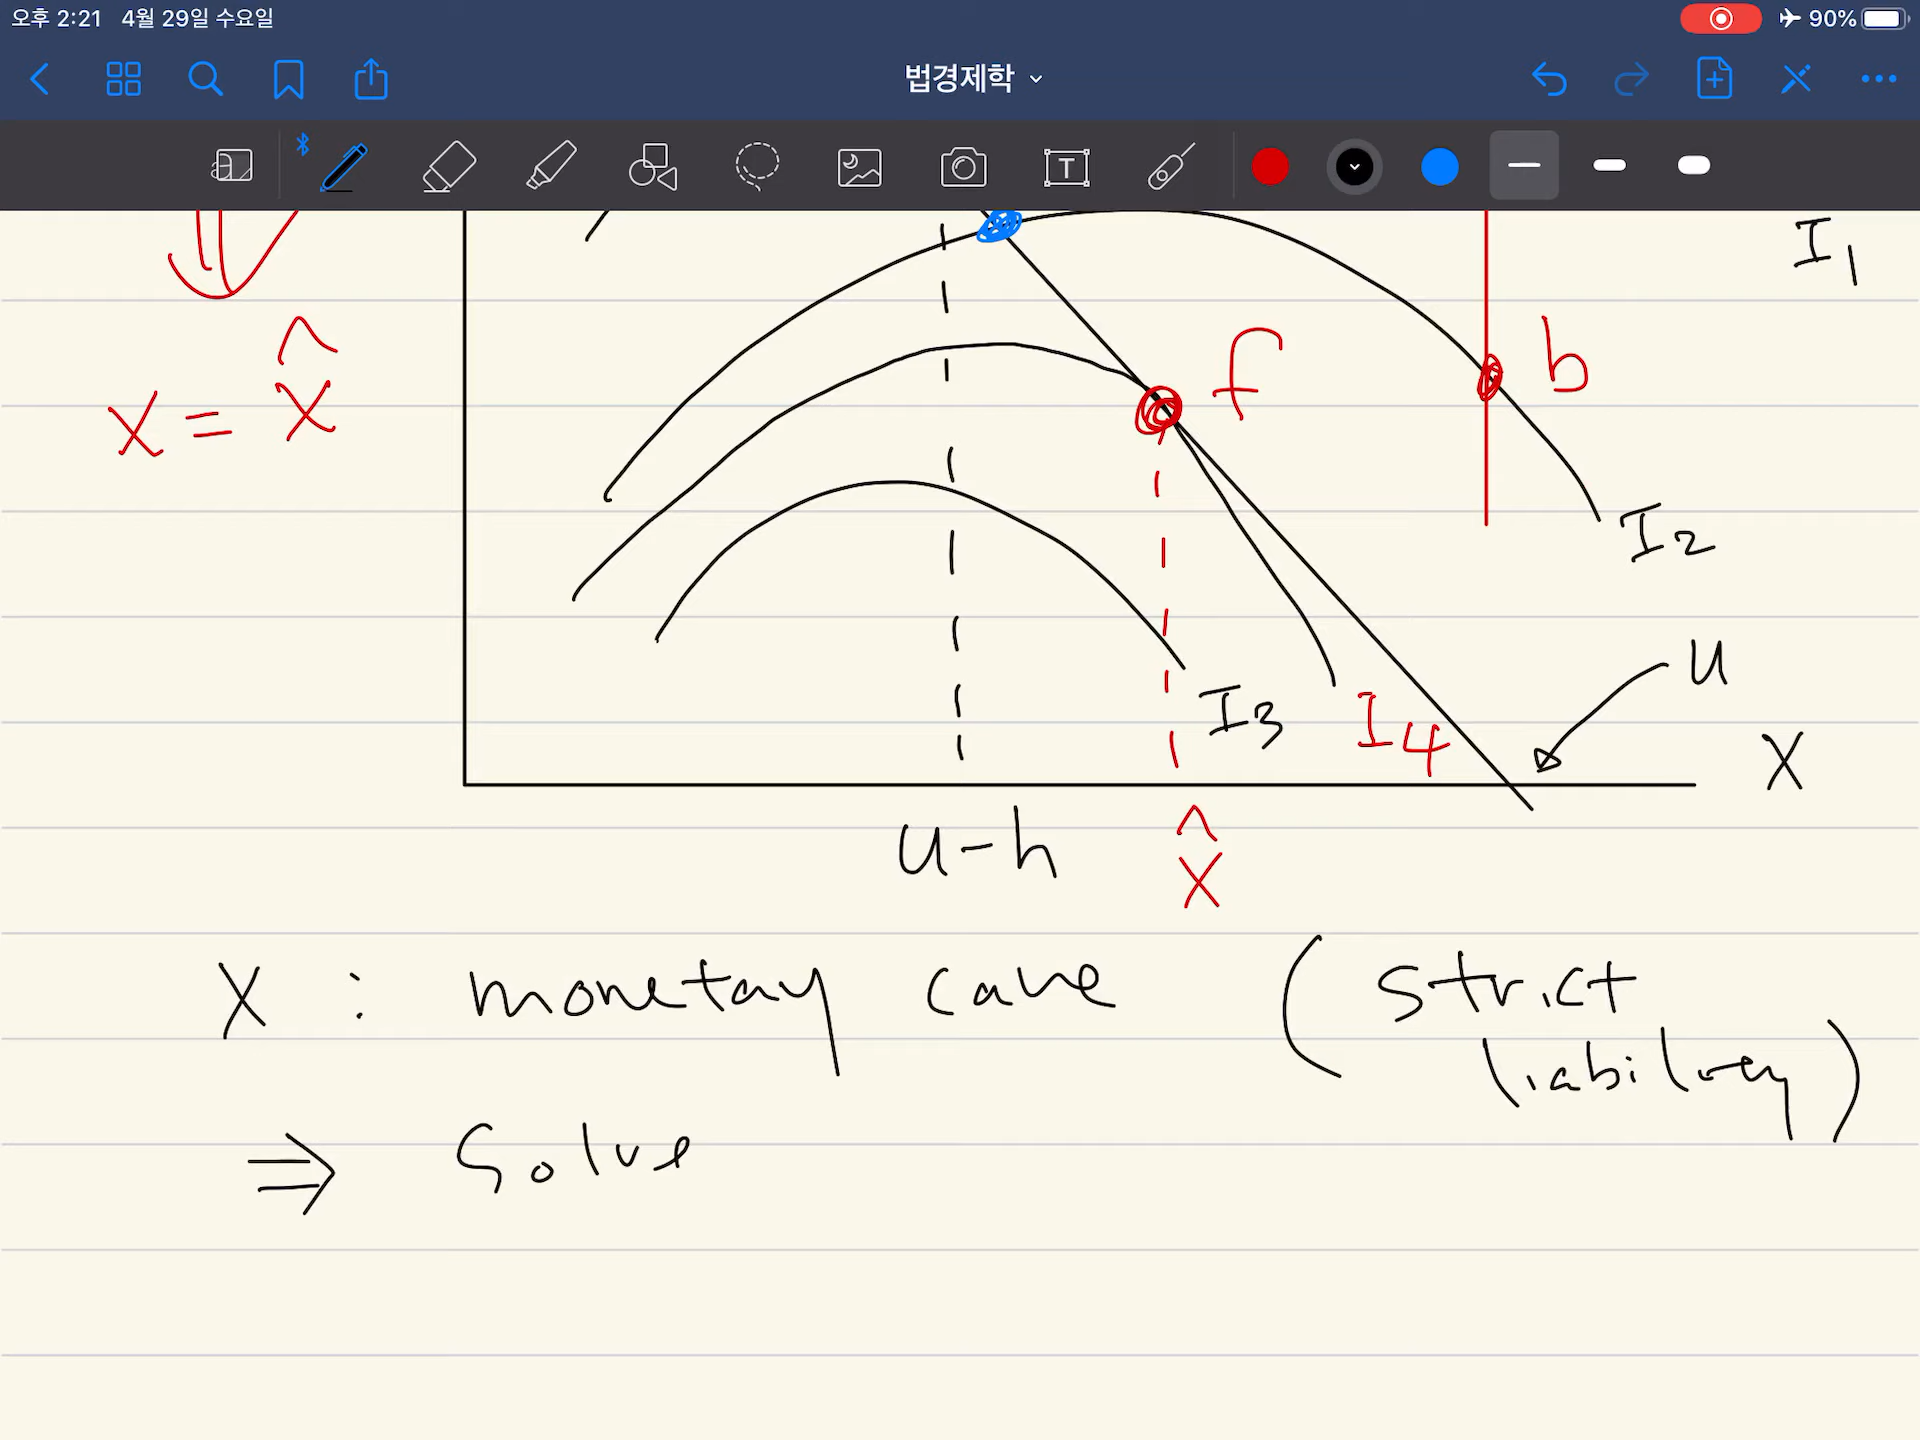 오후 2:21 4월 29일 수요일 90%
법경제학
T
I1
x = x̂
f
b
I2
u
I3
I4
X
u-h
x̂
X : monetay care (strict
liability)
⇒ Solve